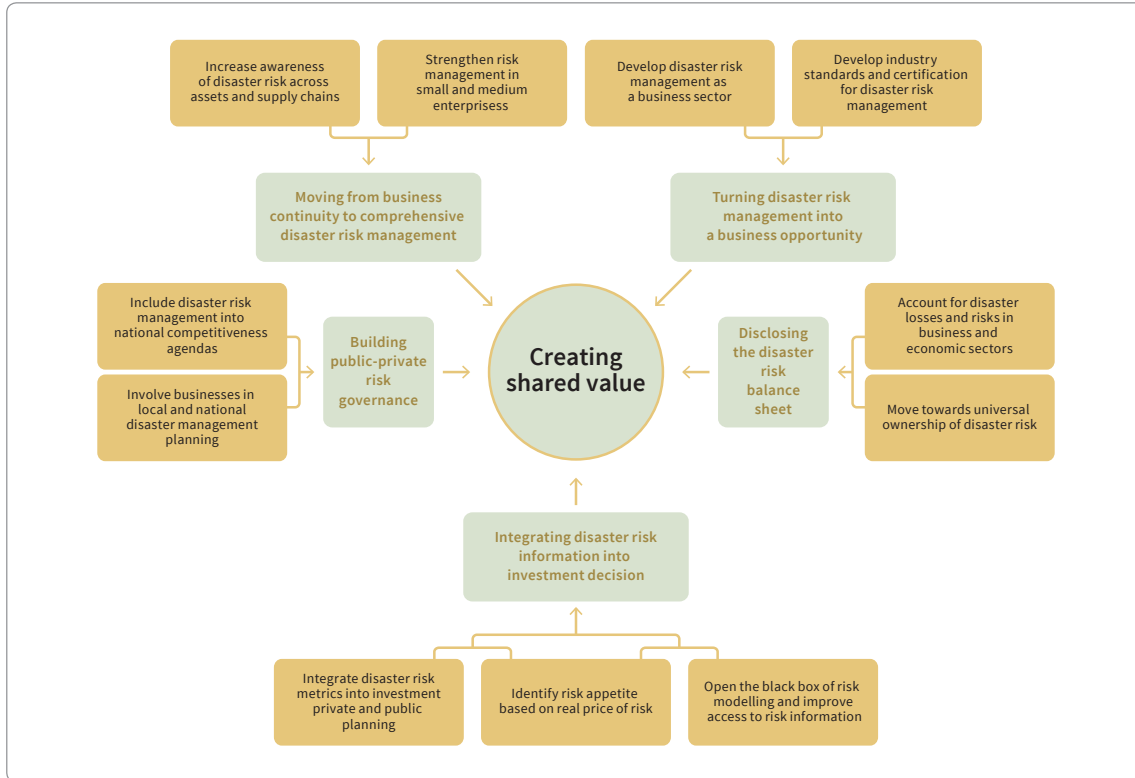 Increase awareness
of disaster risk across
assets and supply chains
Strengthen risk
management in
small and medium
enterprisess
Develop disaster risk
management as
a business sector
Develop industry
standards and certification
for disaster risk
management
Moving from business
continuity to comprehensive
disaster risk management
Turning disaster risk
management into
a business opportunity
Include disaster risk
management into
national competitiveness
agendas
Involve businesses in
local and national
disaster management
planning
Building
public-private
risk
governance
Creating
shared value
Disclosing
the disaster
risk
balance
sheet
Account for disaster
losses and risks in
business and
economic sectors
Move towards universal
ownership of disaster risk
Integrating disaster risk
information into
investment decision
Integrate disaster risk
metrics into investment
private and public
planning
Identify risk appetite
based on real price of risk
Open the black box of risk
modelling and improve
access to risk information